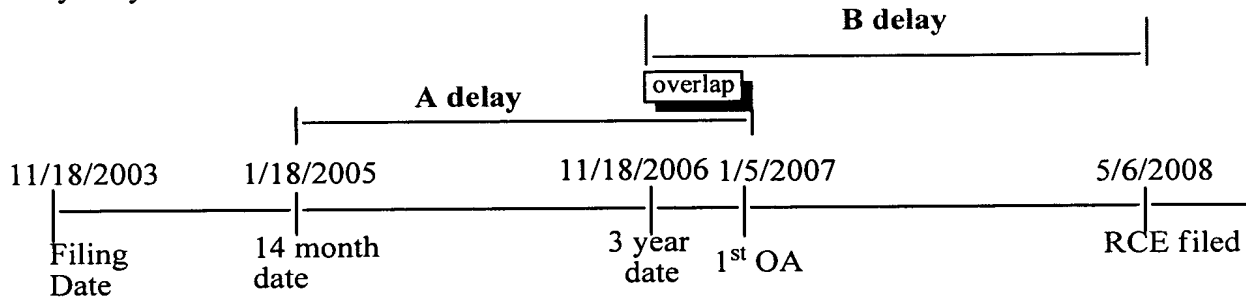 B delay
overlap
A delay
11/18/2003 1/18/2005 11/18/2006 1/5/2007 5/6/2008
Filing Date
14 month date
3 year date
1st OA
RCE filed